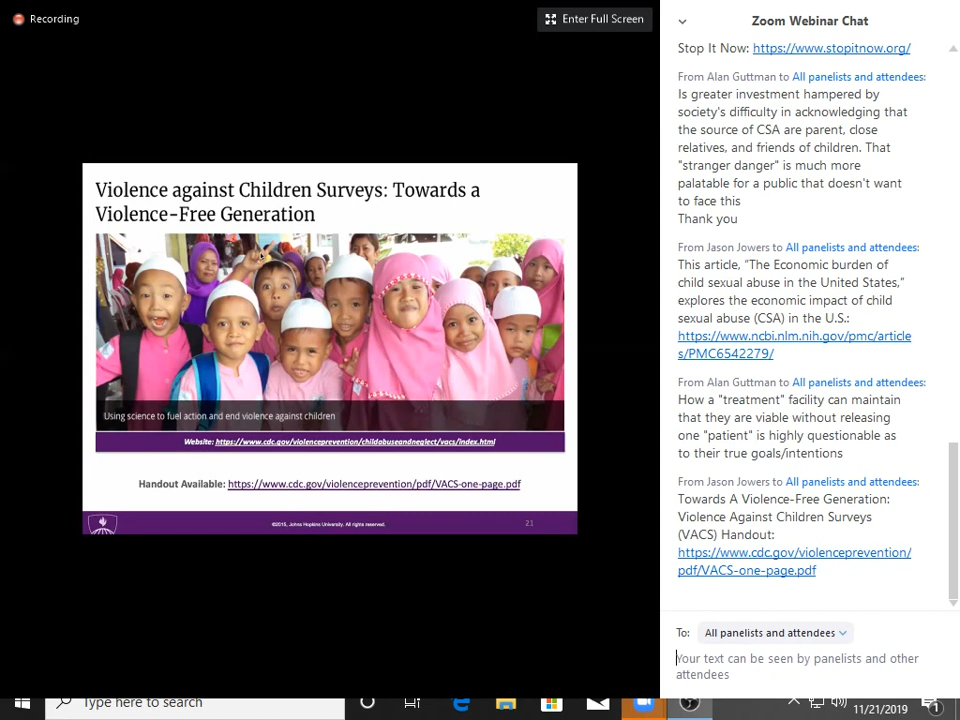 Recording
Enter Full Screen
Violence against Children Surveys: Towards a
Violence-Free Generation
Using science to fuel action and end violence against children
Website: https://www.cdc.gov/violenceprevention/childabuseandneglect/vacs/index.html
Handout Available: https://www.cdc.gov/violenceprevention/pdf/VACS-one-page.pdf
©2015, Johns Hopkins University. All rights reserved.
21
Zoom Webinar Chat
Stop It Now: https://www.stopitnow.org/
From Alan Guttman to All panelists and attendees:
Is greater investment hampered by
society's difficulty in acknowledging that
the source of CSA are parent, close
relatives, and friends of children. That
"stranger danger" is much more
palatable for a public that doesn't want
to face this
Thank you
From Jason Jowers to All panelists and attendees:
This article, "The Economic burden of
child sexual abuse in the United States,"
explores the economic impact of child
sexual abuse (CSA) in the U.S.:
https://www.ncbi.nlm.nih.gov/pmc/article
s/PMC6542279/
From Alan Guttman to All panelists and attendees:
How a "treatment" facility can maintain
that they are viable without releasing
one "patient" is highly questionable as
to their true goals/intentions
From Jason Jowers to All panelists and attendees:
Towards A Violence-Free Generation:
Violence Against Children Surveys
(VACS) Handout:
https://www.cdc.gov/violenceprevention/
pdf/VACS-one-page.pdf
To: All panelists and attendees
Your text can be seen by panelists and other
attendees
Type here to search
11/21/2019
1